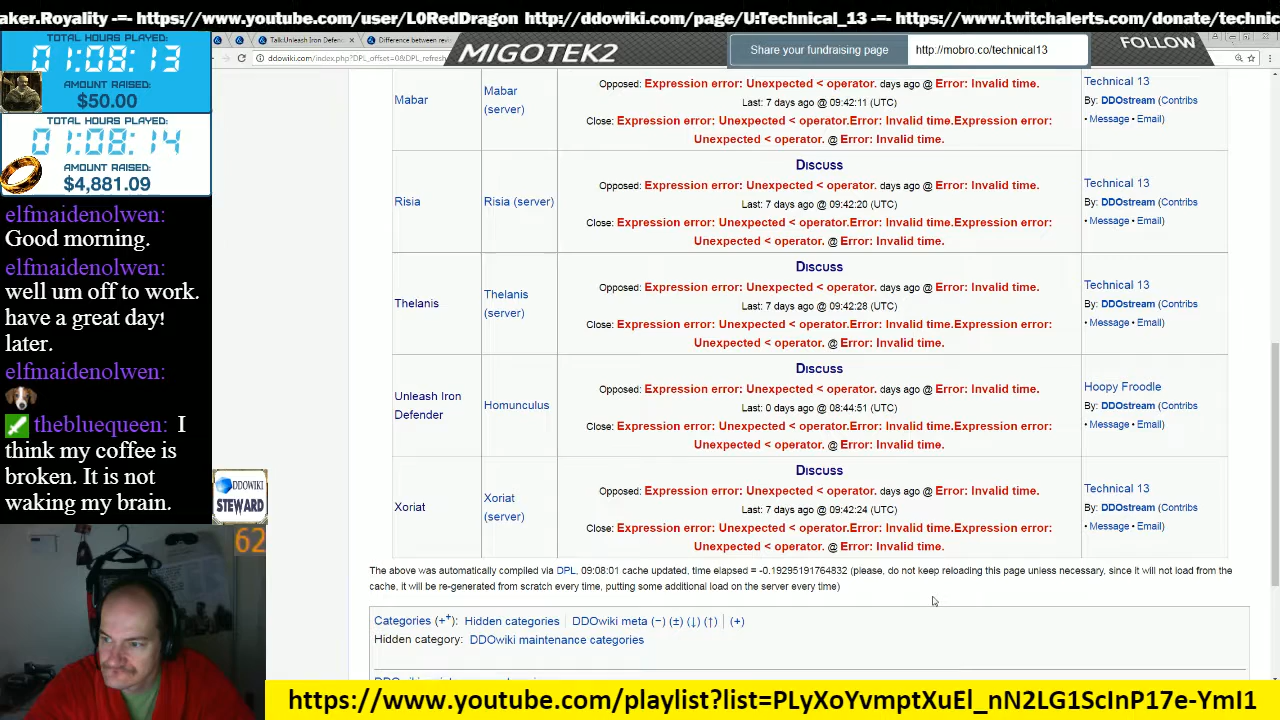 aker.Royality -=- https://www.youtube.com/user/L0RedDragon http://ddowiki.com/page/U:Technical_13 -=- https://www.twitchalerts.com/donate/technic
TOTAL HOURS PLAYED:
01:08:13
AMOUNT RAISED:
$50.00
TOTAL HOURS PLAYED:
01:08:14
AMOUNT RAISED:
$4,881.09
elfmaidenolwen:
Good morning.
elfmaidenolwen:
well um off to work.
have a great day!
later.
elfmaidenolwen:
thebluequeen: I
think my coffee is
broken. It is not
waking my brain.
DDOWIKI
STEWARD
62
Talk:Unleash Iron Defen
Difference between rev
ddowiki.com/index.php?DPL_offset=0&DPL_refres
MIGOTEK2
Share your fundraising page
http://mobro.co/technical13
FOLLOW
Mabar
Mabar
(server)
Opposed: Expression error: Unexpected < operator. days ago @ Error: Invalid time.
Last: 7 days ago @ 09:42:11 (UTC)
Close: Expression error: Unexpected < operator.Error: Invalid time.Expression error:
Unexpected < operator. @ Error: Invalid time.
Technical 13
By: DDOstream (Contribs
• Message • Email)
Risia
Risia (server)
Discuss
Opposed: Expression error: Unexpected < operator. days ago @ Error: Invalid time.
Last: 7 days ago @ 09:42:20 (UTC)
Close: Expression error: Unexpected < operator.Error: Invalid time.Expression error:
Unexpected < operator. @ Error: Invalid time.
Technical 13
By: DDOstream (Contribs
• Message • Email)
Thelanis
Thelanis
(server)
Discuss
Opposed: Expression error: Unexpected < operator. days ago @ Error: Invalid time.
Last: 7 days ago @ 09:42:28 (UTC)
Close: Expression error: Unexpected < operator.Error: Invalid time.Expression error:
Unexpected < operator. @ Error: Invalid time.
Technical 13
By: DDOstream (Contribs
• Message • Email)
Unleash Iron
Defender
Homunculus
Discuss
Opposed: Expression error: Unexpected < operator. days ago @ Error: Invalid time.
Last: 0 days ago @ 08:44:51 (UTC)
Close: Expression error: Unexpected < operator.Error: Invalid time.Expression error:
Unexpected < operator. @ Error: Invalid time.
Hoopy Froodle
By: DDOstream (Contribs
• Message • Email)
Xoriat
Xoriat
(server)
Discuss
Opposed: Expression error: Unexpected < operator. days ago @ Error: Invalid time.
Last: 7 days ago @ 09:42:24 (UTC)
Close: Expression error: Unexpected < operator.Error: Invalid time.Expression error:
Unexpected < operator. @ Error: Invalid time.
Technical 13
By: DDOstream (Contribs
• Message • Email)
The above was automatically compiled via DPL, 09:08:01 cache updated, time elapsed = -0.19295191764832 (please, do not keep reloading this page unless necessary, since it will not load from the
cache, it will be re-generated from scratch every time, putting some additional load on the server every time)
Categories (+⁺): Hidden categories | DDOwiki meta (−) (±) (↓) (↑) | (+)
Hidden category: DDOwiki maintenance categories
https://www.youtube.com/playlist?list=PLyXoYvmptXuEl_nN2LG1ScInP17e-YmI1